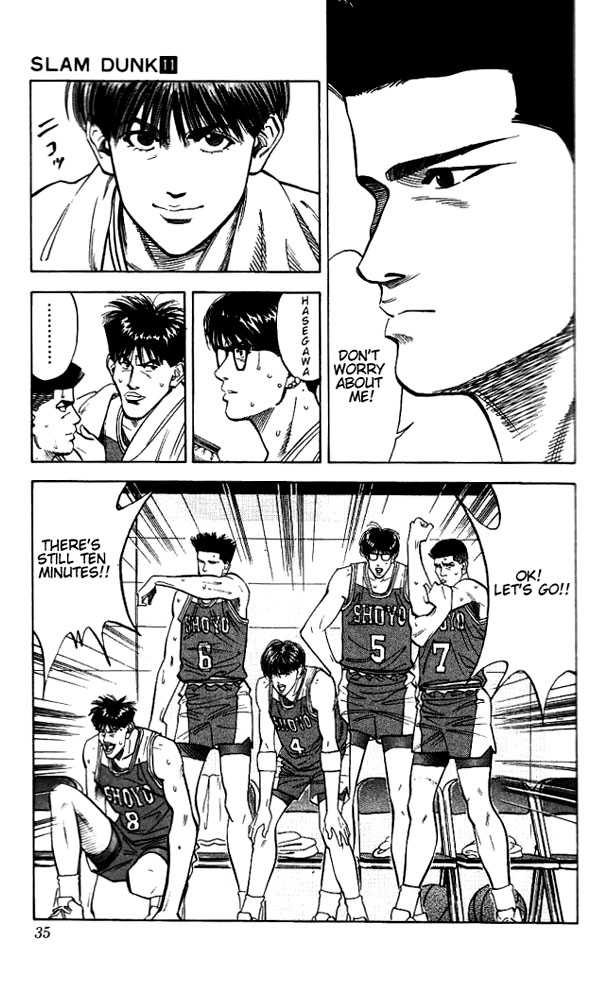 SLAM DUNK 11
DON'T
WORRY
ABOUT
ME!
ニコッ
HASEGAWA
.........
OK!
LET'S GO!!
THERE'S
STILL TEN
MINUTES!!
SHOYO
6
SHOYO
4
SHOYO
5
SHOYO
7
SHOYO
8
35